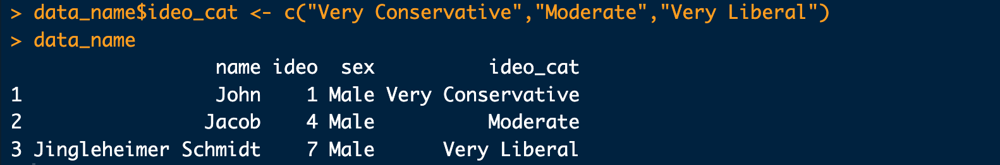 > data_name$ideo_cat <- c("Very Conservative","Moderate","Very Liberal")
> data_name
name ideo sex ideo_cat
1 John 1 Male Very Conservative
2 Jacob 4 Male Moderate
3 Jingleheimer Schmidt 7 Male Very Liberal